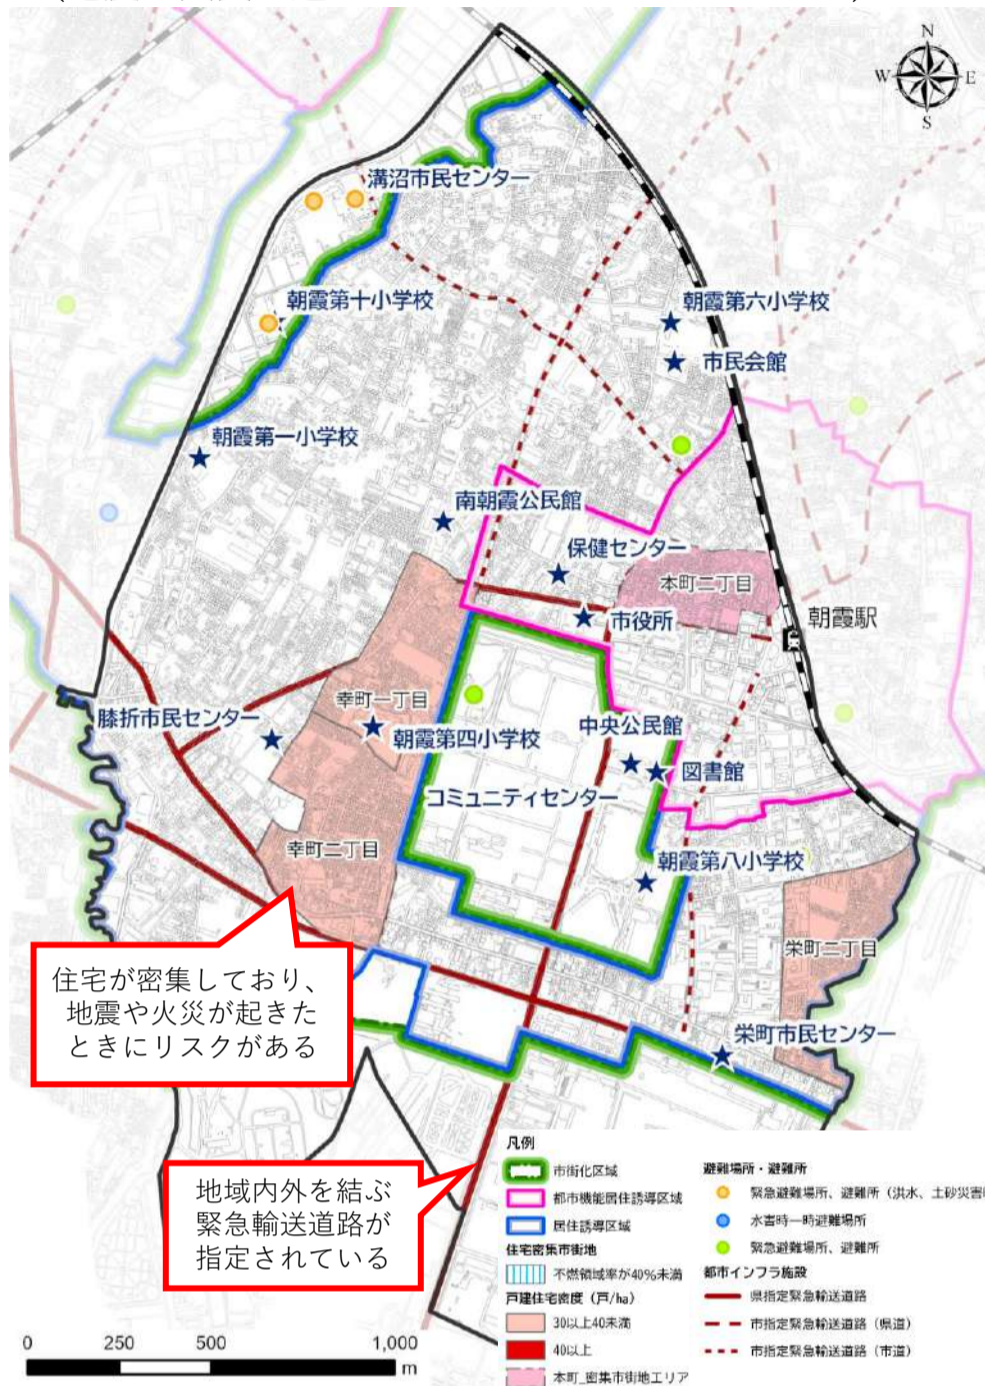 N
W E
S
溝沼市民センター
朝霞第十小学校
朝霞第六小学校
市民会館
朝霞第一小学校
南朝霞公民館
保健センター
本町二丁目
市役所
朝霞駅
幸町一丁目
膝折市民センター
朝霞第四小学校
中央公民館
図書館
コミュニティセンター
幸町二丁目
朝霞第八小学校
栄町二丁目
住宅が密集しており、
地震や火災が起きた
ときにリスクがある
栄町市民センター
地域内外を結ぶ
緊急輸送道路が
指定されている
凡例
市街化区域
都市機能居住誘導区域
居住誘導区域
住宅密集市街地
不燃領域率が40%未満
戸建住宅密度（戸/ha）
30以上40未満
40以上
本町_密集市街地エリア
避難場所・避難所
緊急避難場所、避難所（洪水、土砂災害時
水害時一時避難場所
緊急避難場所、避難所
都市インフラ施設
県指定緊急輸送道路
市指定緊急輸送道路（県道）
市指定緊急輸送道路（市道）
0 250 500 1,000
m